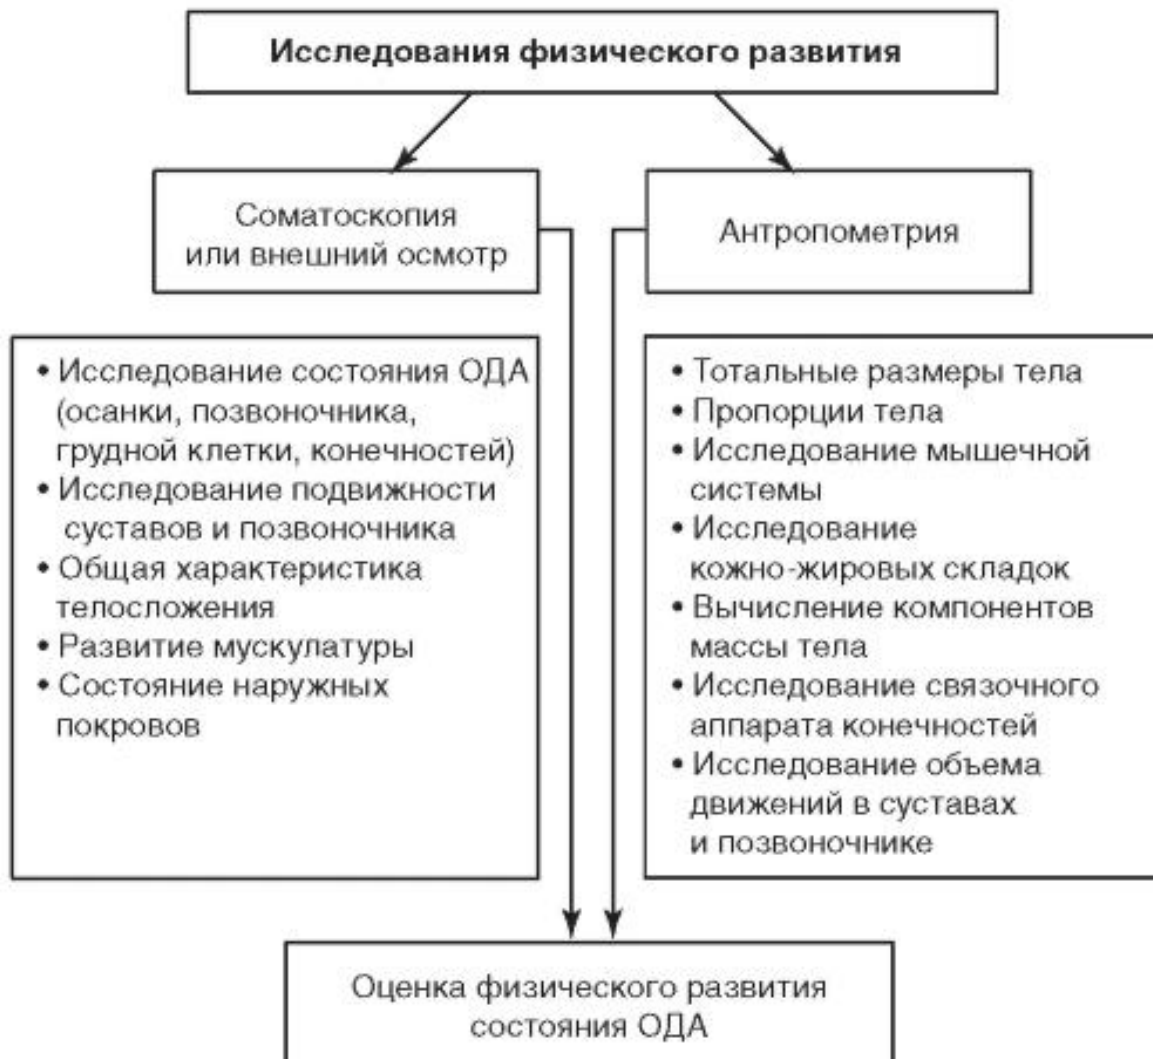 Исследования физического развития
Соматоскопия
или внешний осмотр
Антропометрия
• Исследование состояния ОДА
(осанки, позвоночника,
грудной клетки, конечностей)
• Исследование подвижности
суставов и позвоночника
• Общая характеристика
телосложения
• Развитие мускулатуры
• Состояние наружных
покровов
• Тотальные размеры тела
• Пропорции тела
• Исследование мышечной
системы
• Исследование
кожно-жировых складок
• Вычисление компонентов
массы тела
• Исследование связочного
аппарата конечностей
• Исследование объема
движений в суставах
и позвоночнике
Оценка физического развития
состояния ОДА